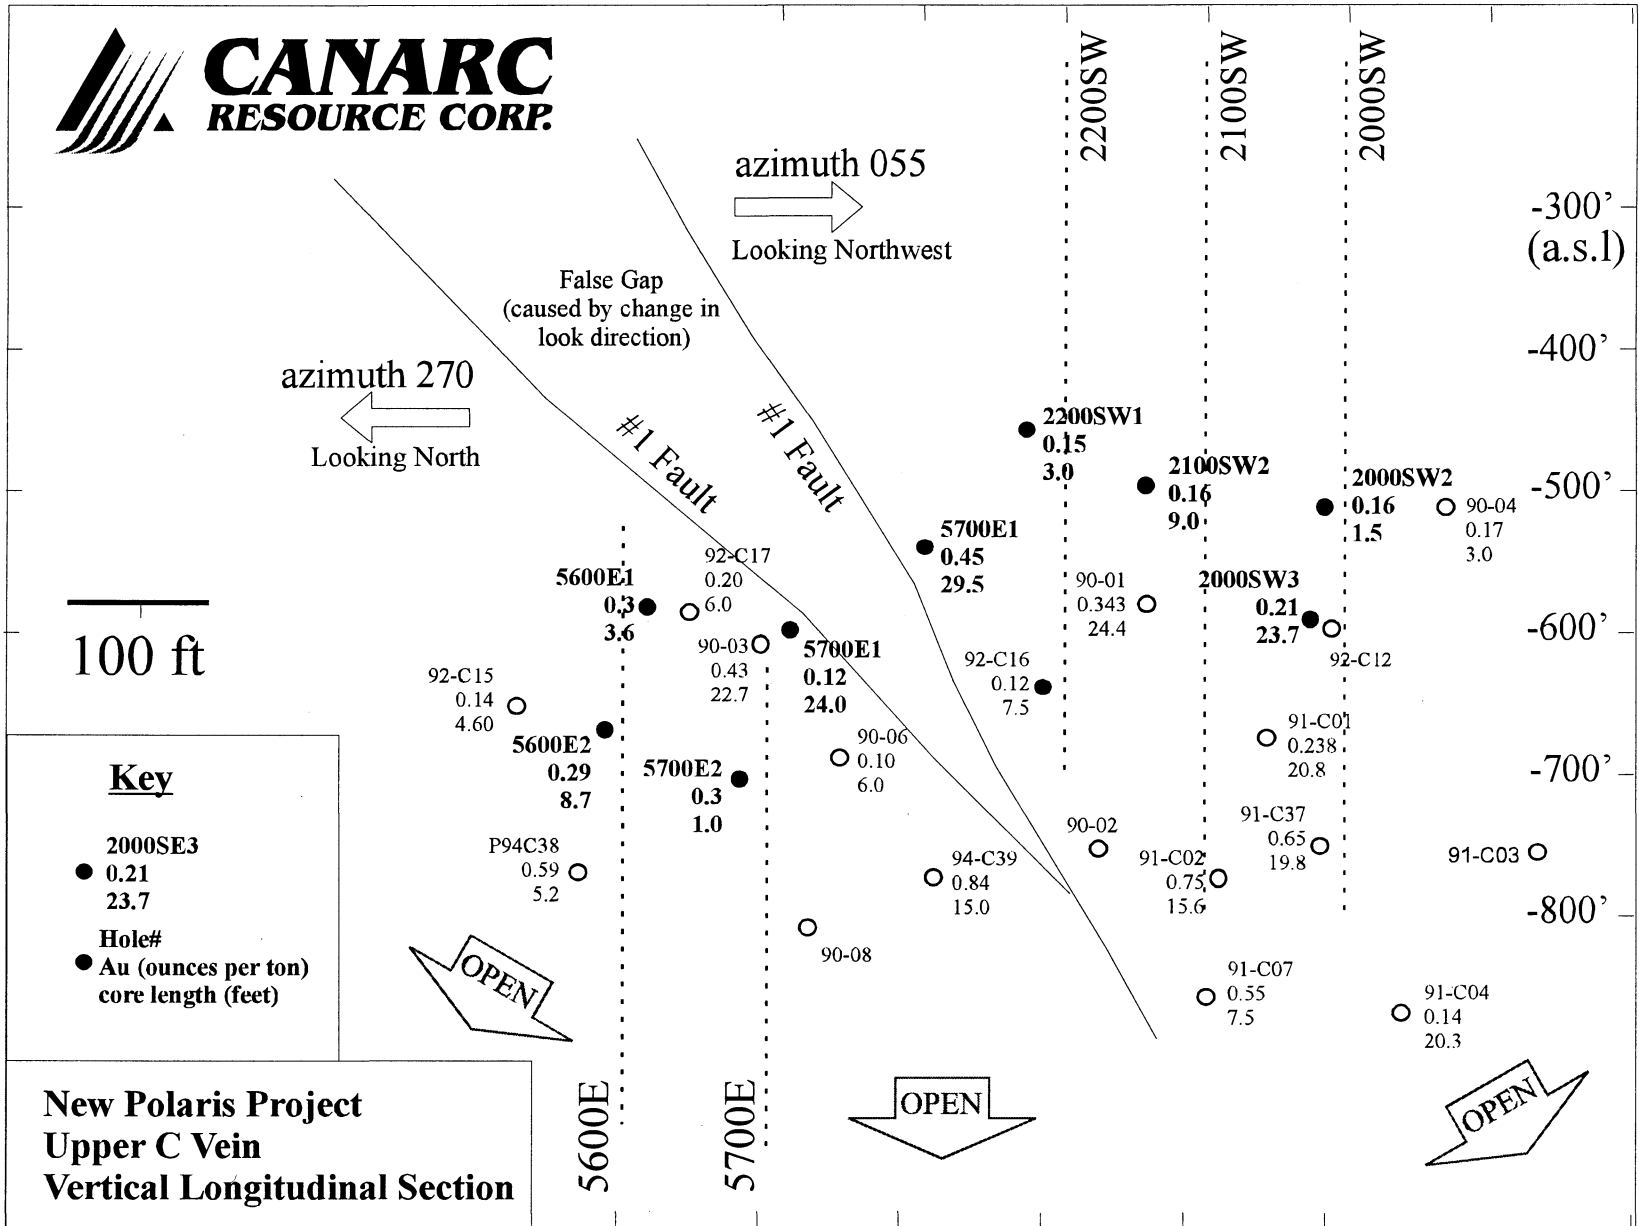 CANARC
RESOURCE CORP.
2200SW
2100SW
2000SW
azimuth 055
Looking Northwest
-300'
(a.s.l)
False Gap
(caused by change in
look direction)
-400'
azimuth 270
Looking North
#1 Fault
#1 Fault
2200SW1
0.15
3.0
2100SW2
0.16
9.0
2000SW2
0.16
1.5
-500'
90-04
0.17
3.0
5700E1
0.45
29.5
92-C17
0.20
6.0
5600E1
0.3
3.6
90-01
0.343
24.4
2000SW3
0.21
23.7
92-C12
-600'
100 ft
90-03
0.43
22.7
5700E1
0.12
24.0
92-C16
0.12
7.5
92-C15
0.14
4.60
5600E2
0.29
8.7
5700E2
0.3
1.0
90-06
0.10
6.0
91-C01
0.238
20.8
-700'
90-02
91-C37
0.65
19.8
91-C03
P94C38
0.59
5.2
94-C39
0.84
15.0
91-C02
0.75
15.6
-800'
90-08
91-C07
0.55
7.5
91-C04
0.14
20.3
Key
2000SE3
0.21
23.7
Hole#
Au (ounces per ton)
core length (feet)
OPEN
OPEN
OPEN
5600E
5700E
New Polaris Project
Upper C Vein
Vertical Longitudinal Section